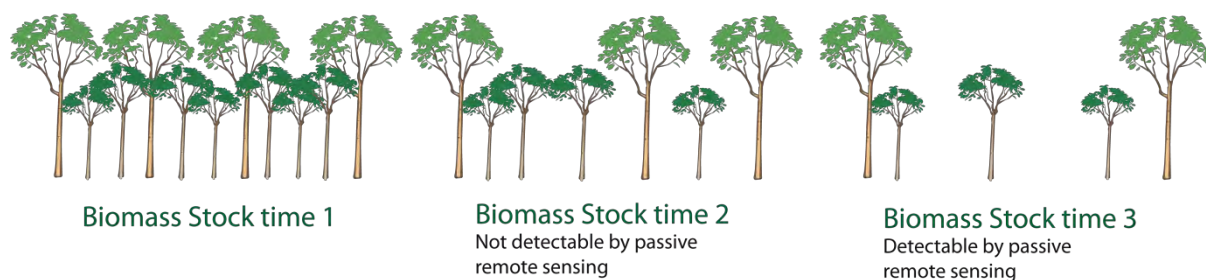 Biomass Stock time 1
Biomass Stock time 2
Not detectable by passive
remote sensing
Biomass Stock time 3
Detectable by passive
remote sensing